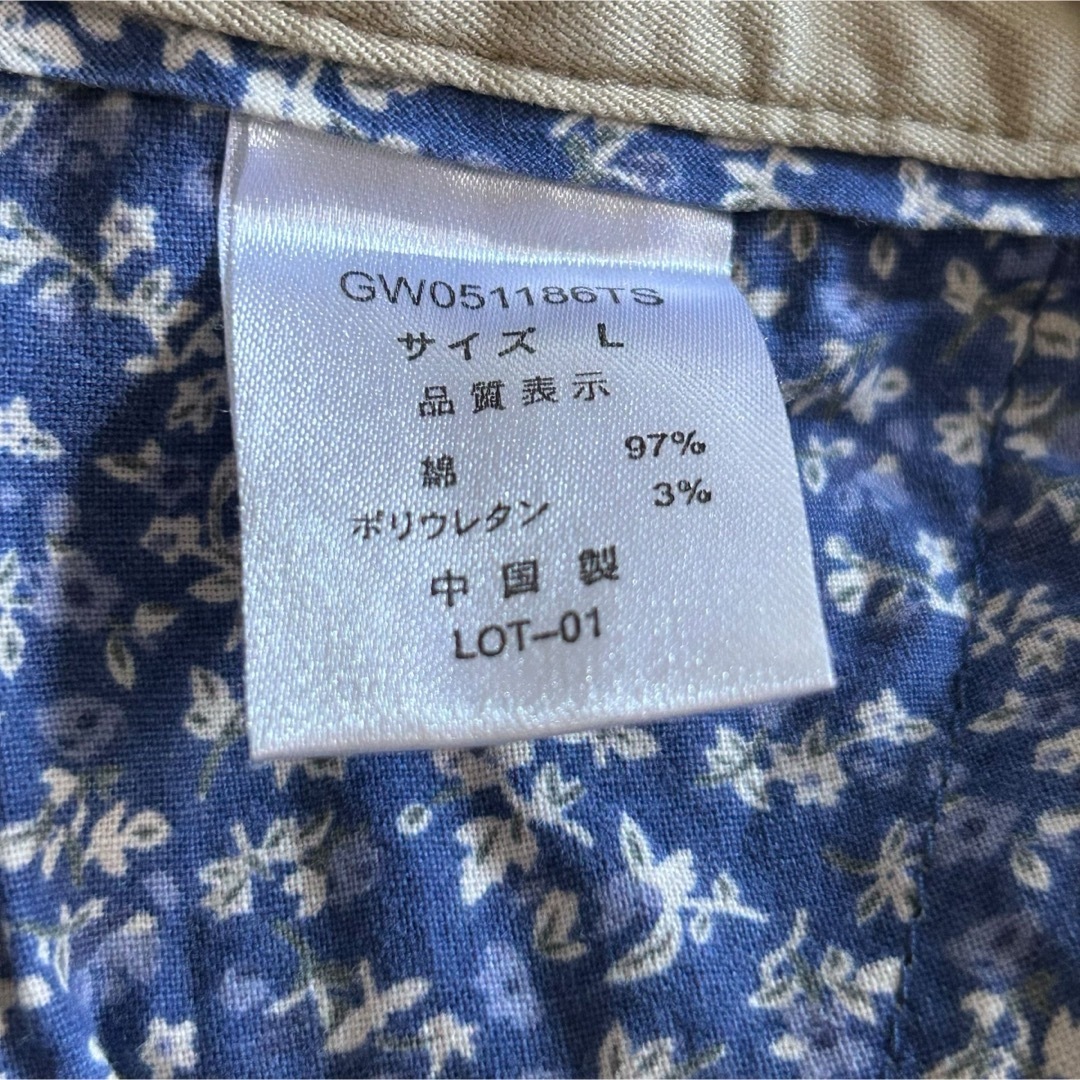 GW051186TS
サイズ L
品質表示
綿 97%
ポリウレタン 3%
中国製
LOT-01